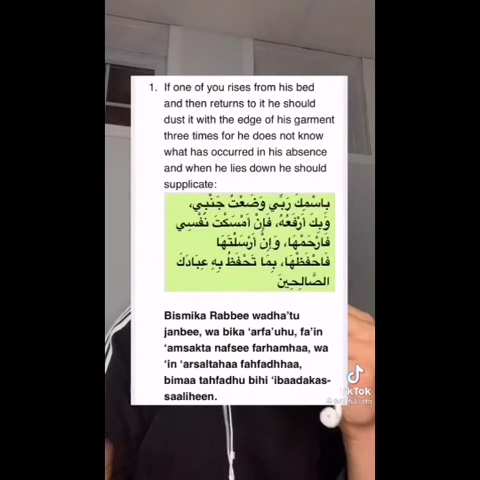 1. If one of you rises from his bed
and then returns to it he should
dust it with the edge of his garment
three times for he does not know
what has occurred in his absence
and when he lies down he should
supplicate:
بِاسْمِكَ رَبِّي وَضَعْتُ جَنْبِي،
وَبِكَ أَرْفَعُهُ، فَإِنْ أَمْسَكْتَ نَفْسِي
فَارْحَمْهَا، وَإِنْ أَرْسَلْتَهَا
فَاحْفَظْهَا، بِمَا تَحْفَظُ بِهِ عِبَادَكَ
الصَّالِحِينَ
Bismika Rabbee wadha’tu
janbee, wa bika ‘arfa’uhu, fa’in
‘amsakta nafsee farhamhaa, wa
‘in ‘arsaltahaa fahfadhhaa,
bimaa tahfadhu bihi ‘ibaadakas-
saaliheen.
TikTok